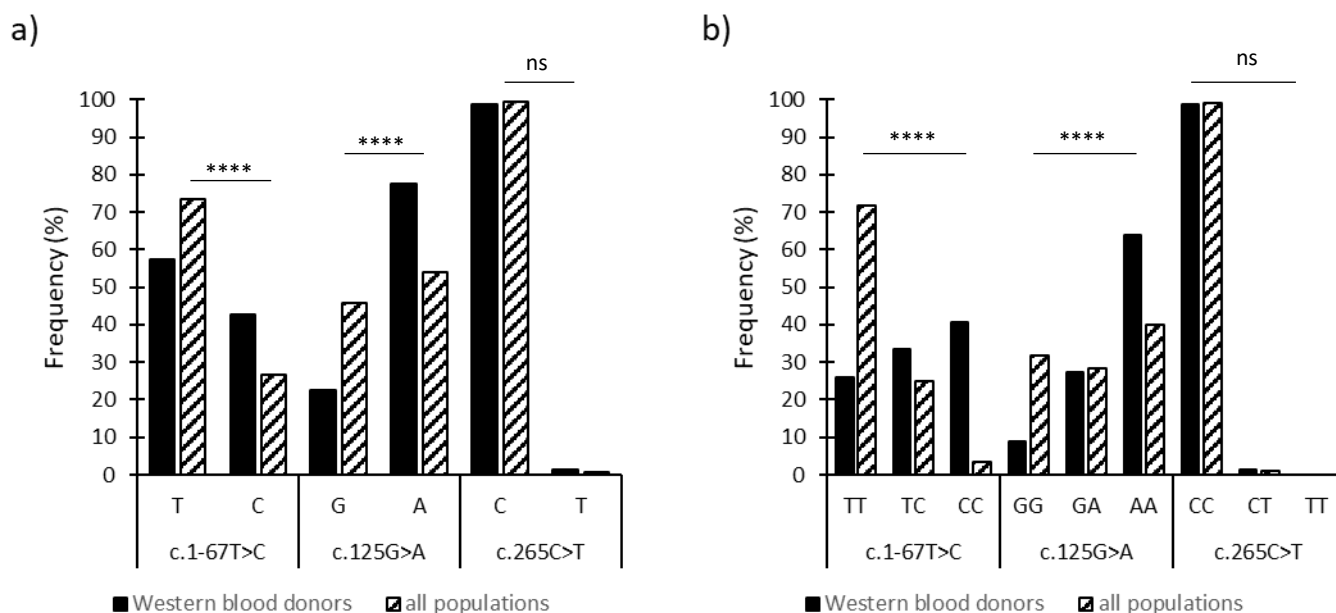 a)
ns
100
90
80
70
60
50
40
30
20
10
0
Frequency (%)
****
****
T C G A C T
c.1-67T>C c.125G>A c.265C>T
Western blood donors all populations
b)
ns
100
90
80
70
60
50
40
30
20
10
0
Frequency (%)
****
****
TT TC CC GG GA AA CC CT TT
c.1-67T>C c.125G>A c.265C>T
Western blood donors all populations